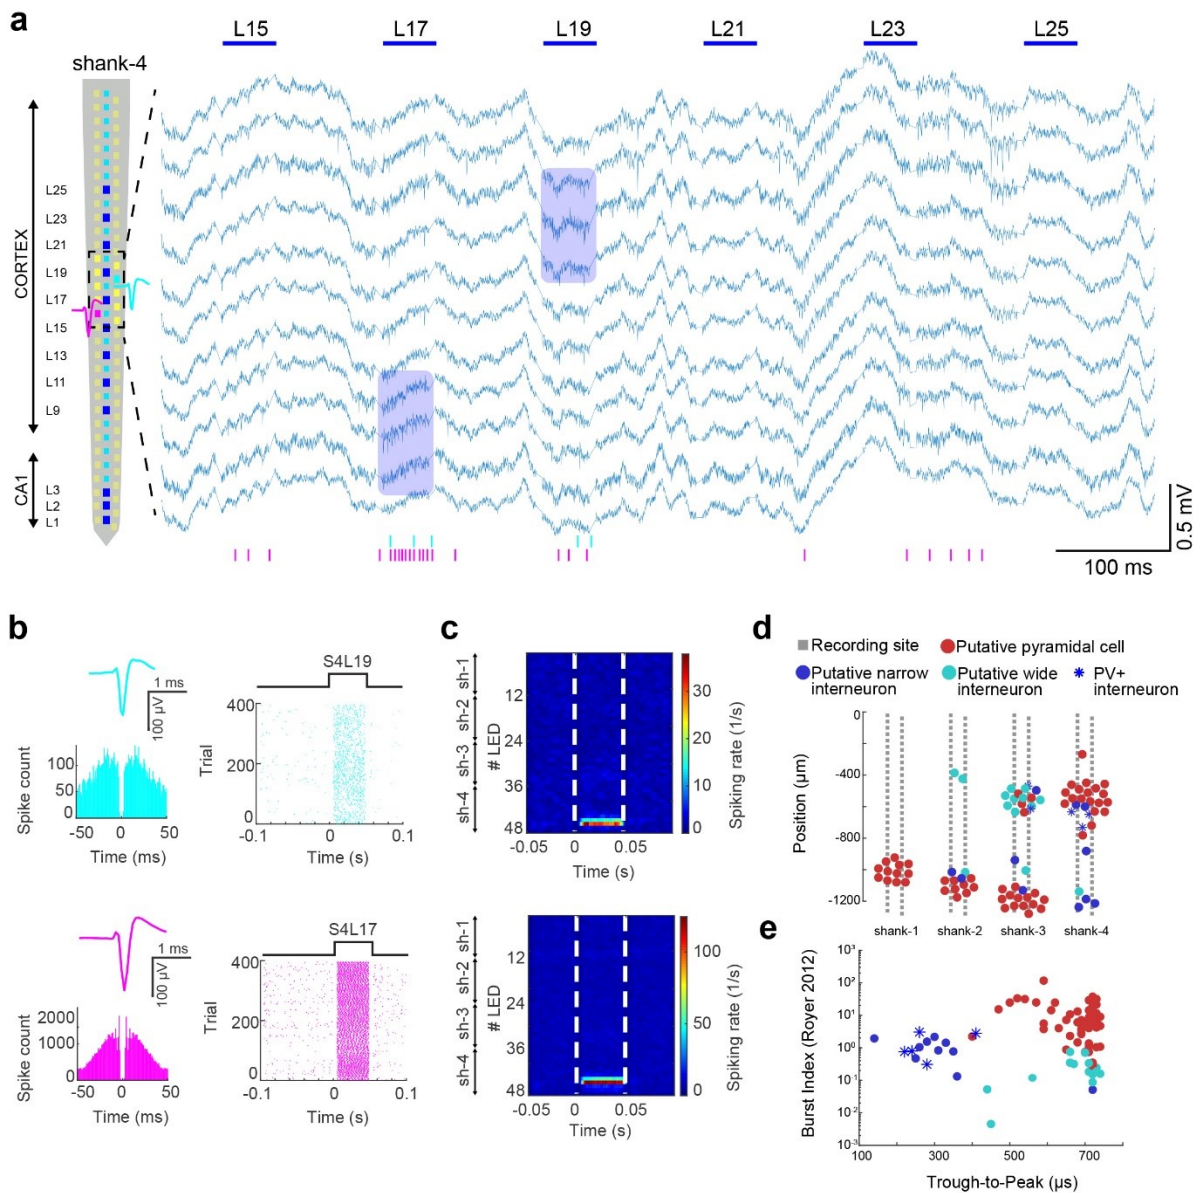 a
L15 L17 L19 L21 L23 L25
shank-4
CORTEX
L25
L23
L21
L19
L17
L15
L13
L11
L9
CA1
L3
L2
L1
0.5 mV
100 ms
b
1 ms
100 µV
Spike count
100
50
0
-50 0 50
Time (ms)
S4L19
Trial
400
200
0
-0.1 0 0.1
Time (s)
1 ms
100 µV
Spike count
2000
1000
0
-50 0 50
Time (ms)
S4L17
Trial
400
200
0
-0.1 0 0.1
Time (s)
c
sh-1
sh-2
sh-3
sh-4
# LED
12
24
36
48
-0.05 0 0.05
Time (s)
30
20
10
0
Spiking rate (1/s)
sh-1
sh-2
sh-3
sh-4
# LED
12
24
36
48
-0.05 0 0.05
Time (s)
100
50
0
Spiking rate (1/s)
d
Recording site Putative pyramidal cell
Putative narrow interneuron Putative wide interneuron PV+ interneuron
Position (µm)
0
-400
-800
-1200
shank-1 shank-2 shank-3 shank-4
e
Burst Index (Royer 2012)
10³
10²
10¹
10⁰
10⁻¹
10⁻²
10⁻³
100 300 500 700
Trough-to-Peak (µs)